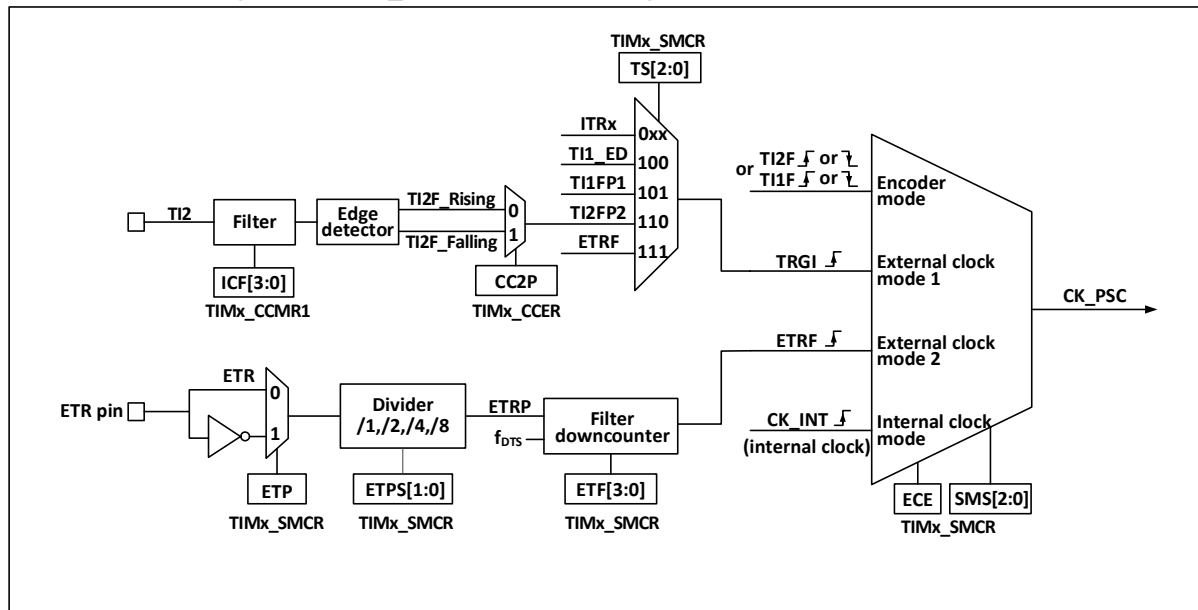 TIMx_SMCR
TS[2:0]
ITRx
0xx
TI1_ED
100
TI1FP1
101
TI2FP2
110
ETRF
111
TI2
Filter
Edge
detector
TI2F_Rising
TI2F_Falling
0
1
ICF[3:0]
TIMx_CCMR1
CC2P
TIMx_CCER
or TI2F or
TI1F or
Encoder
mode
TRGI
External clock
mode 1
CK_PSC
ETRF
External clock
mode 2
CK_INT
(internal clock)
Internal clock
mode
ECE
SMS[2:0]
TIMx_SMCR
ETR pin
ETR
0
1
Divider
/1,/2,/4,/8
ETRP
fDTS
Filter
downcounter
ETP
TIMx_SMCR
ETPS[1:0]
TIMx_SMCR
ETF[3:0]
TIMx_SMCR